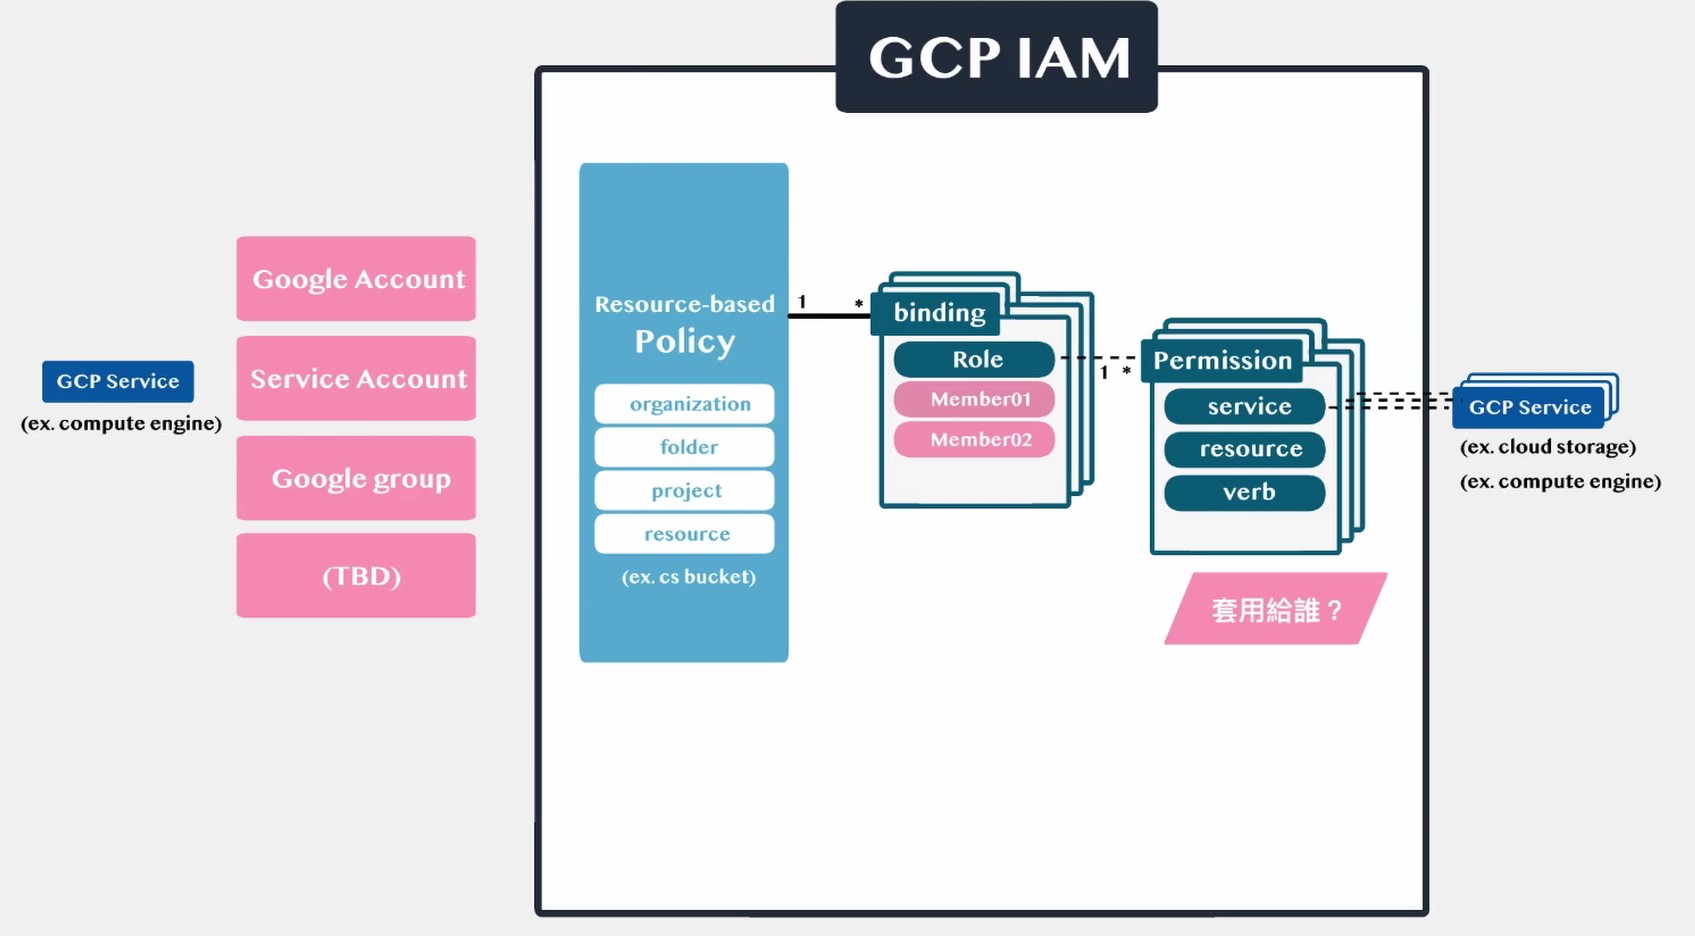 GCP IAM
Google Account
Service Account
Google group
(TBD)
GCP Service
(ex. compute engine)
Resource-based
Policy
organization
folder
project
resource
(ex. cs bucket)
1
*
binding
Role
Member01
Member02
1 *
Permission
service
resource
verb
套用給誰？
GCP Service
(ex. cloud storage)
(ex. compute engine)